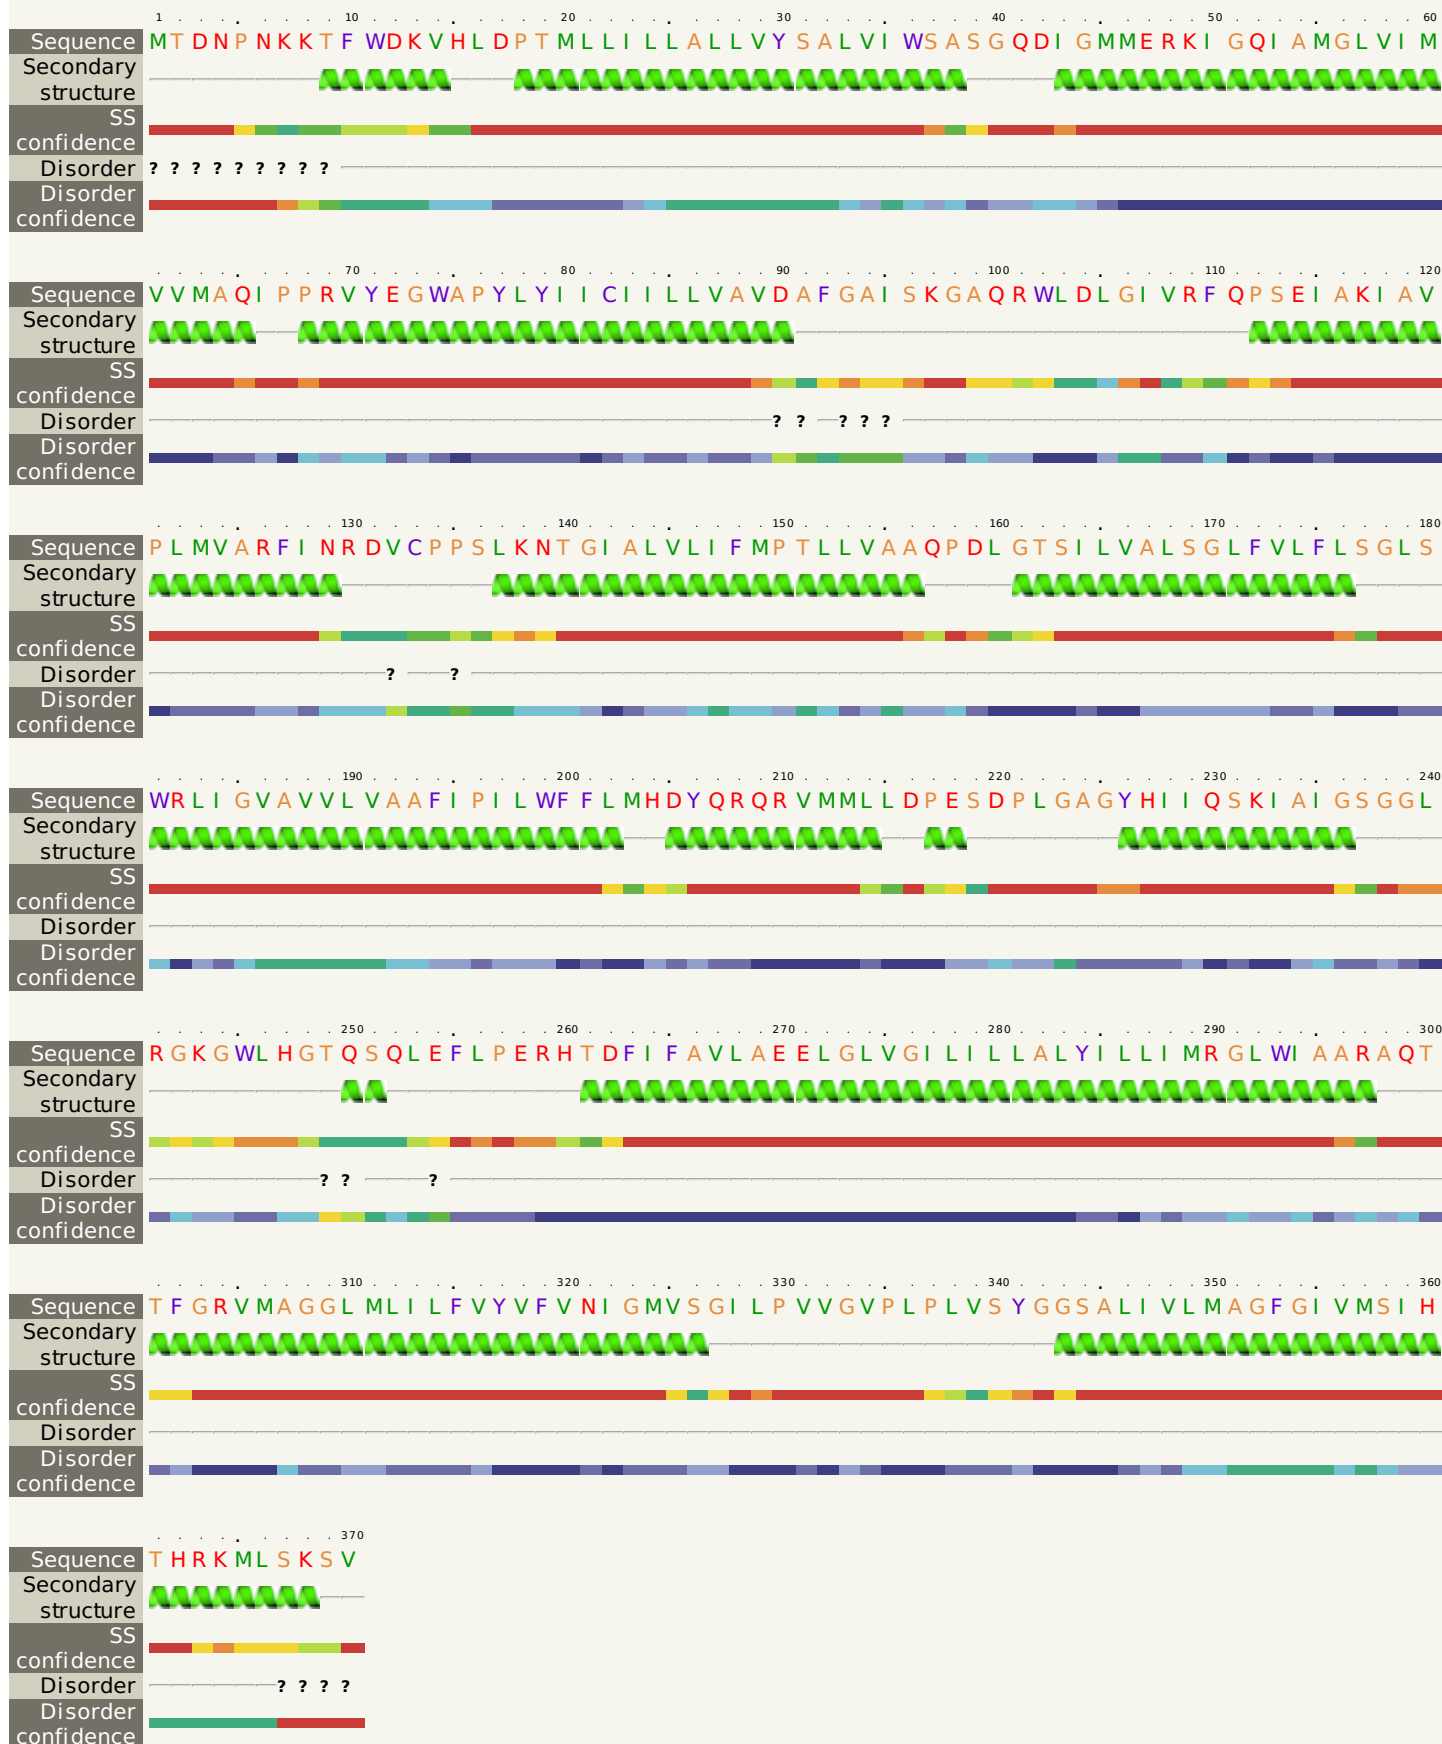 1 . . . . . . . . 10 . . . . . . . . . 20 . . . . . . . . . 30 . . . . . . . . . 40 . . . . . . . . . 50 . . . . . . . . . 60
Sequence MTDNPNKKTFWDKVHLDPTMLLILLALLVYSALVIWSASGQDIGMMERKIGQIAMGLVIM
Secondary
structure
SS
confidence
Disorder ? ? ? ? ? ? ? ? ?
Disorder
confidence
. . . . . . . . . 70 . . . . . . . . . 80 . . . . . . . . . 90 . . . . . . . . . 100 . . . . . . . . . 110 . . . . . . . . . 120
Sequence VVMAQIPPRVYEGWAPYLYIICIILLVAVDAFGAISKGAQRWLDLGIVRFQPSEIAKIAV
Secondary
structure
SS
confidence
Disorder ? ? ? ? ?
Disorder
confidence
. . . . . . . . . 130 . . . . . . . . . 140 . . . . . . . . . 150 . . . . . . . . . 160 . . . . . . . . . 170 . . . . . . . . . 180
Sequence PLMVARFINRDVCPPSLKNTGIALVLIFMPTLLVAAQPDLGTSILVALSGLFVLFLSGLS
Secondary
structure
SS
confidence
Disorder ? ?
Disorder
confidence
. . . . . . . . . 190 . . . . . . . . . 200 . . . . . . . . . 210 . . . . . . . . . 220 . . . . . . . . . 230 . . . . . . . . . 240
Sequence WRLIGVAVVLVAAFIPILWFFLMHDYQRQRVMMLLDPESDPLGAGYHIIQSKIAIGSGGL
Secondary
structure
SS
confidence
Disorder
Disorder
confidence
. . . . . . . . . 250 . . . . . . . . . 260 . . . . . . . . . 270 . . . . . . . . . 280 . . . . . . . . . 290 . . . . . . . . . 300
Sequence RGKGWLHGTQSQLEFLPERHTDFIFAVLAEELGLVGILILLALYILLIMRGLWIAARAQT
Secondary
structure
SS
confidence
Disorder ? ? ?
Disorder
confidence
. . . . . . . . . 310 . . . . . . . . . 320 . . . . . . . . . 330 . . . . . . . . . 340 . . . . . . . . . 350 . . . . . . . . . 360
Sequence TFGRVMAGGLMLILFVYVFVNIGMVSGILPVVGVPLPLVSYGGSALIVLMAGFGIVMSIH
Secondary
structure
SS
confidence
Disorder
Disorder
confidence
. . . . . . . . . 370
Sequence THRKMLSKSV
Secondary
structure
SS
confidence
Disorder ? ? ? ?
Disorder
confidence